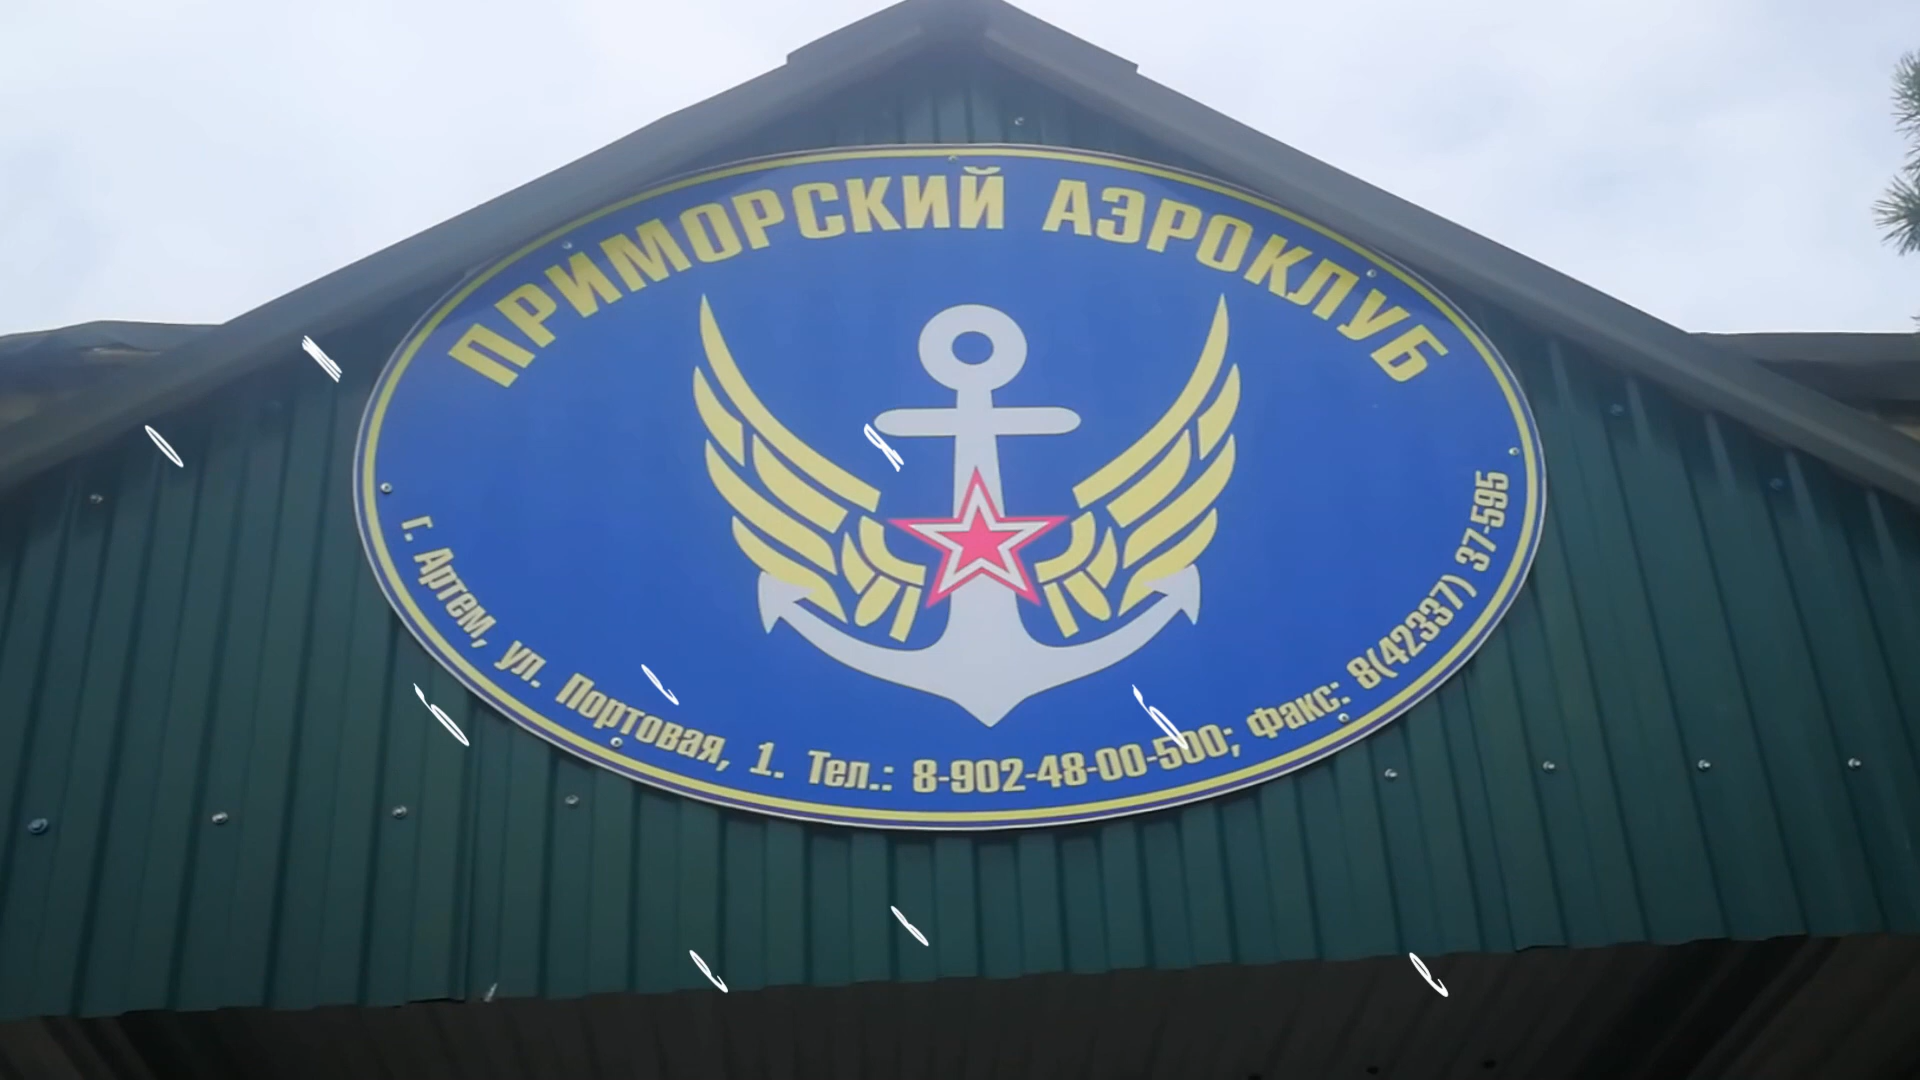 ПРИМОРСКИЙ АЭРОКЛУБ
г. Артем, ул. Портовая, 1. Тел.: 8-902-48-00-500; факс: 8(42337) 37-595